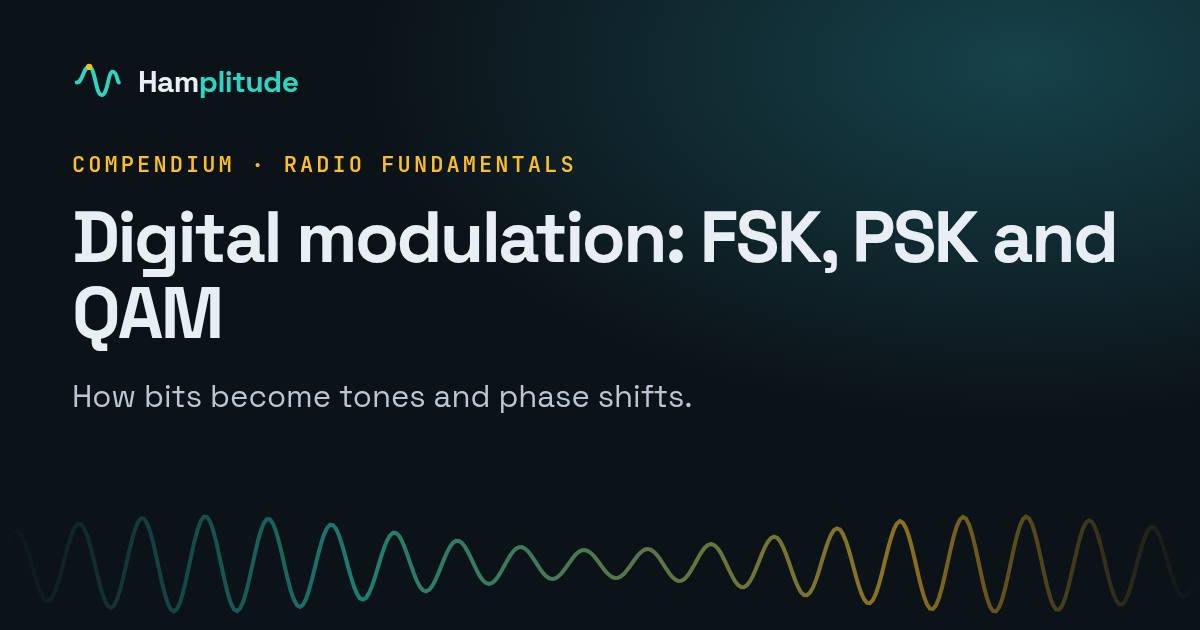 Hamplitude
COMPENDIUM · RADIO FUNDAMENTALS
Digital modulation: FSK, PSK and
QAM
How bits become tones and phase shifts.